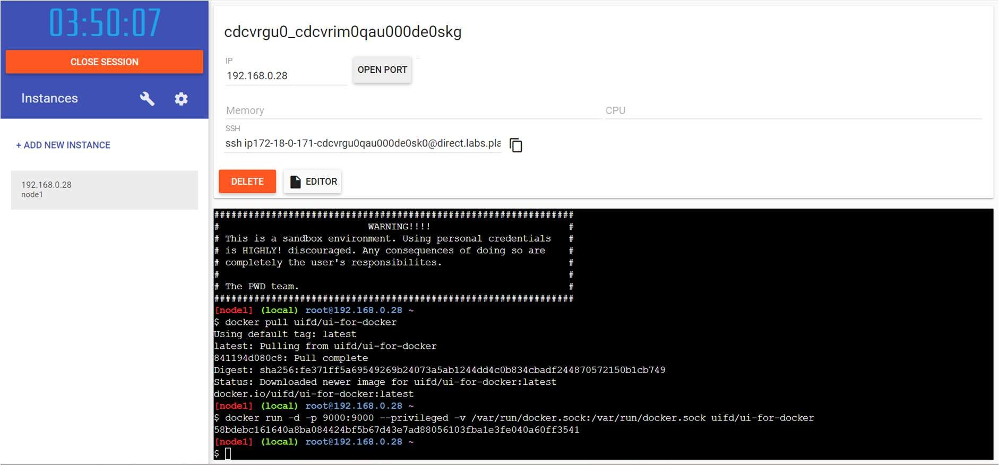 03:50:07
CLOSE SESSION
Instances
+ ADD NEW INSTANCE
192.168.0.28
node1
cdcvrgu0_cdcvrim0qau000de0skg
IP
192.168.0.28
OPEN PORT
Memory
CPU
SSH
ssh ip172-18-0-171-cdcvrgu0qau000de0sk0@direct.labs.pla
DELETE
EDITOR
###############################################################
# WARNING!!!! #
# This is a sandbox environment. Using personal credentials #
# is HIGHLY! discouraged. Any consequences of doing so are #
# completely the user's responsibilites. #
# #
# The PWD team. #
###############################################################
[node1] (local) root@192.168.0.28 ~
$ docker pull uifd/ui-for-docker
Using default tag: latest
latest: Pulling from uifd/ui-for-docker
841194d080c8: Pull complete
Digest: sha256:fe371ff5a69549269b24073a5ab1244dd4c0b834cbadf244870572150b1cb749
Status: Downloaded newer image for uifd/ui-for-docker:latest
docker.io/uifd/ui-for-docker:latest
[node1] (local) root@192.168.0.28 ~
$ docker run -d -p 9000:9000 --privileged -v /var/run/docker.sock:/var/run/docker.sock uifd/ui-for-docker
58bdebc161640a8ba084424bf5b67d43e7ad88056103fba1e3fe040a60ff3541
[node1] (local) root@192.168.0.28 ~
$